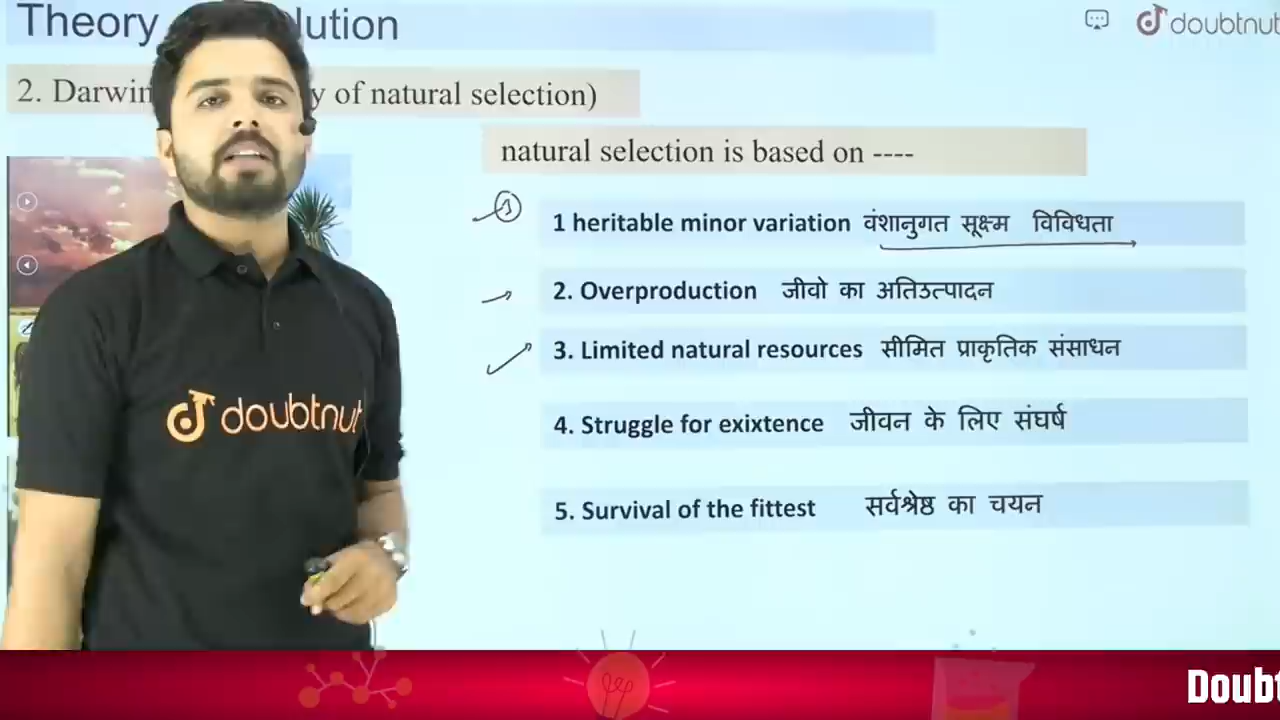 Theory lution
doubtnut
2. Darwin y of natural selection)
natural selection is based on ----
1 heritable minor variation वंशानुगत सूक्ष्म विविधता
2. Overproduction जीवो का अतिउत्पादन
3. Limited natural resources सीमित प्राकृतिक संसाधन
4. Struggle for exixtence जीवन के लिए संघर्ष
5. Survival of the fittest सर्वश्रेष्ठ का चयन
doubtnut
Doubt